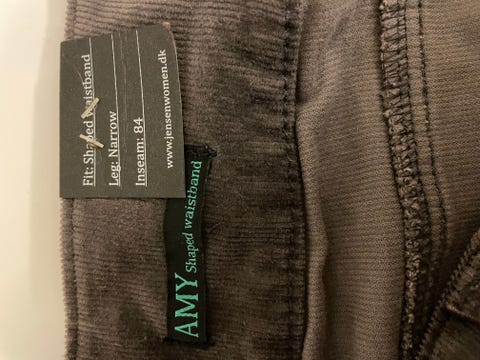 Fit: Shaped Waistband
Leg: Narrow
Inseam: 84
www.jensenwomen.dk
AMY Shaped waistband